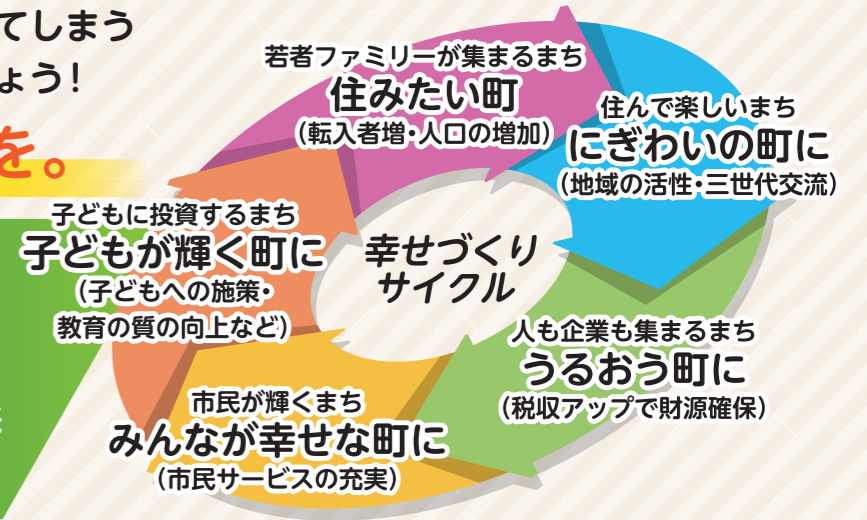 てしまう
ょう！
を。
若者ファミリーが集まるまち
住みたい町
（転入者増・人口の増加）
住んで楽しいまち
にぎわいの町に
（地域の活性・三世代交流）
子どもに投資するまち
子どもが輝く町に
（子どもへの施策・
教育の質の向上など）
幸せづくり
サイクル
人も企業も集まるまち
うるおう町に
（税収アップで財源確保）
市民が輝くまち
みんなが幸せな町に
（市民サービスの充実）